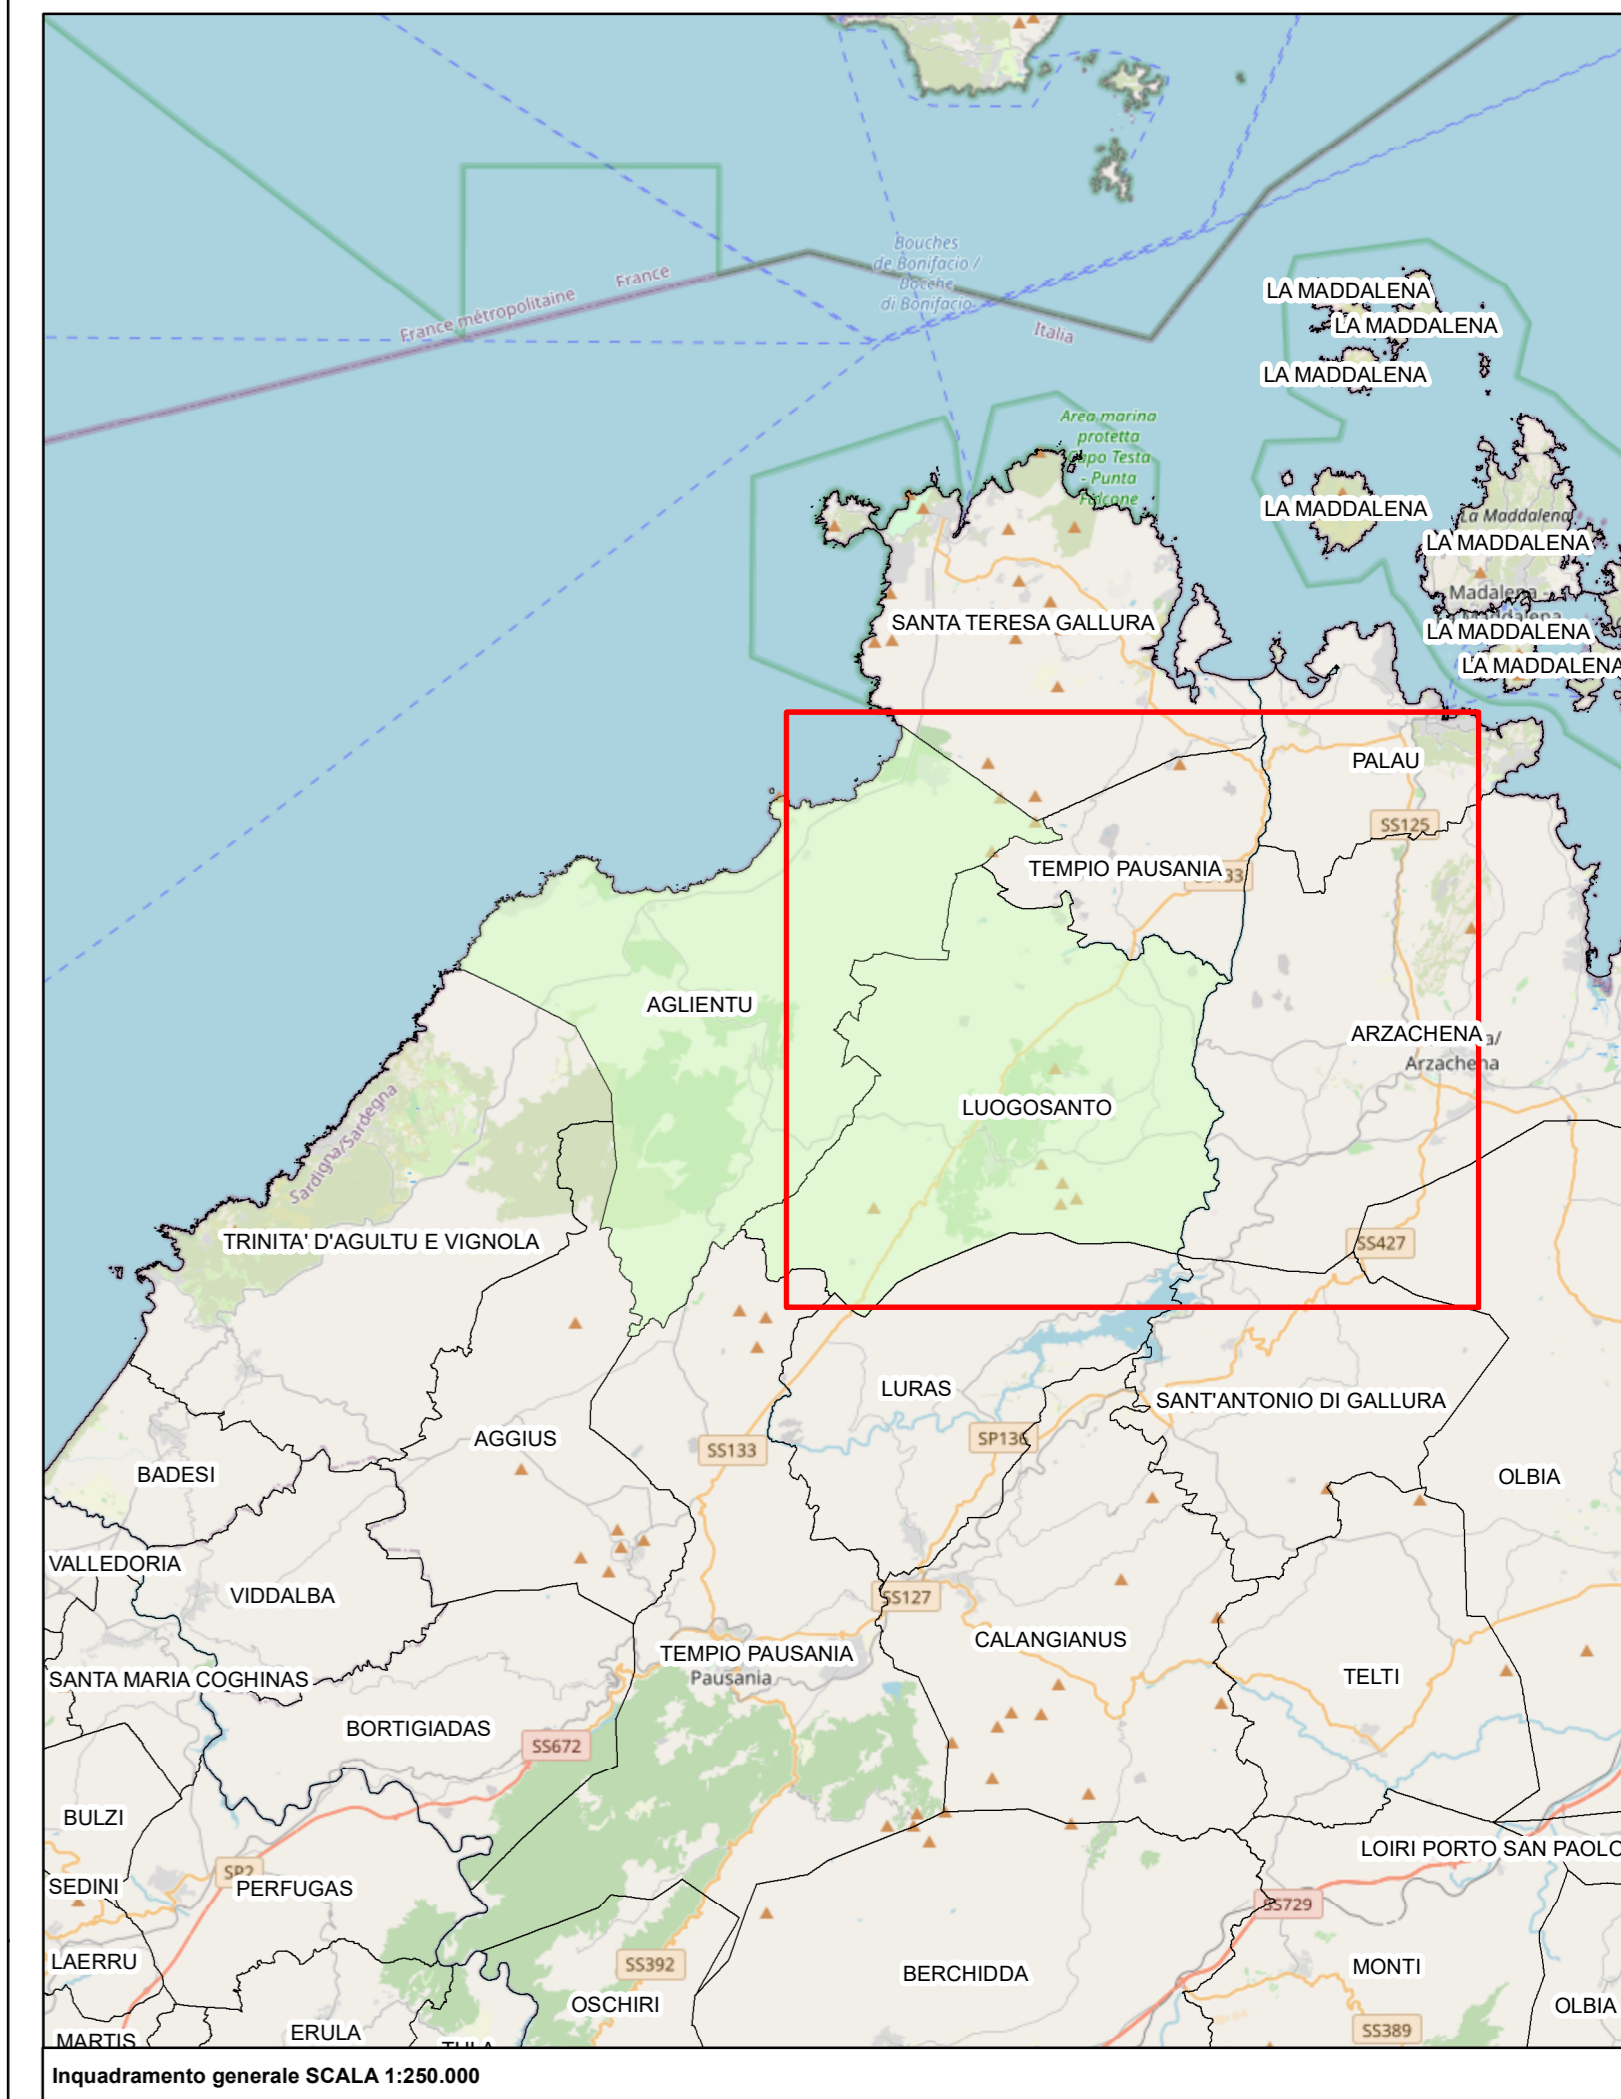 Bouches
de Bonifacio /
Bocche
di Bonifacio
France
France métropolitaine
Italia
LA MADDALENA
LA MADDALENA
LA MADDALENA
Area marina
protetta
Capo Testa
- Punta
Falcone
LA MADDALENA
La Maddalena
LA MADDALENA
Madalena -
LA MADDALENA
LA MADDALENA
SANTA TERESA GALLURA
PALAU
SS125
TEMPIO PAUSANIA
AGLIENTU
ARZACHENA
Arzachena
LUOGOSANTO
Sardigna/Sardegna
TRINITA' D'AGULTU E VIGNOLA
SS427
LURAS
SANT'ANTONIO DI GALLURA
AGGIUS
SS133
SP136
BADESI
OLBIA
VALLEDORIA
VIDDALBA
SS127
TEMPIO PAUSANIA
Pausania
CALANGIANUS
SANTA MARIA COGHINAS
TELTI
BORTIGIADAS
SS672
BULZI
LOIRI PORTO SAN PAOLO
SP2
SEDINI
PERFUGAS
SS729
LAERRU
SS392
BERCHIDDA
MONTI
OSCHIRI
OLBIA
ERULA
SS389
MARTIS
TULA
Inquadramento generale SCALA 1:250.000